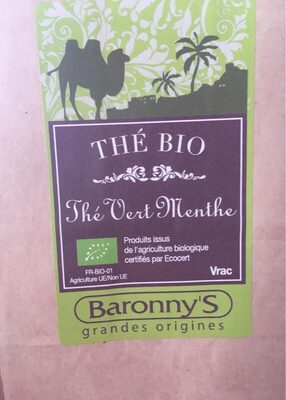 THÉ BIO
Thé Vert Menthe
Produits issus
de l'agriculture biologique
certifiés par Ecocert
FR-BIO-01
Agriculture UE/Non UE
Vrac
Baronny's
grandes origines